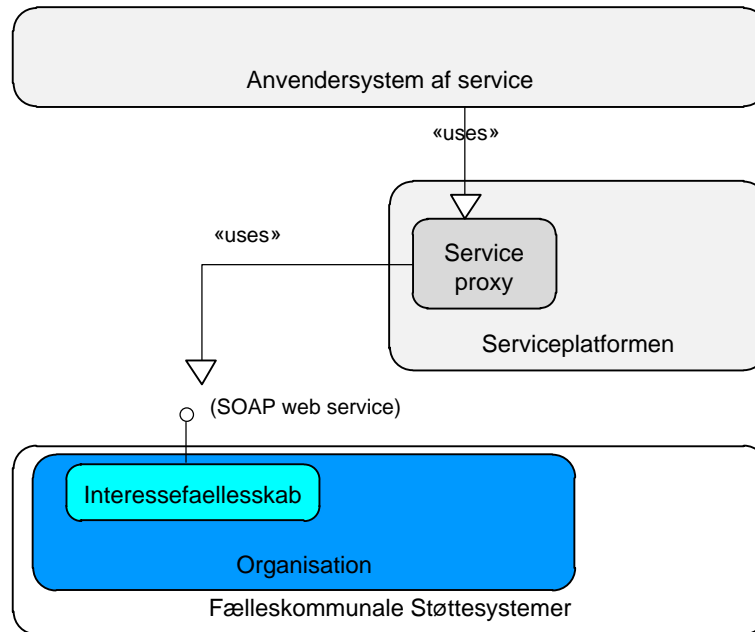 Anvendersystem af service
«uses»
Service
proxy
«uses»
Serviceplatformen
(SOAP web service)
Interessefaellesskab
Organisation
Fælleskommunale Støttesystemer